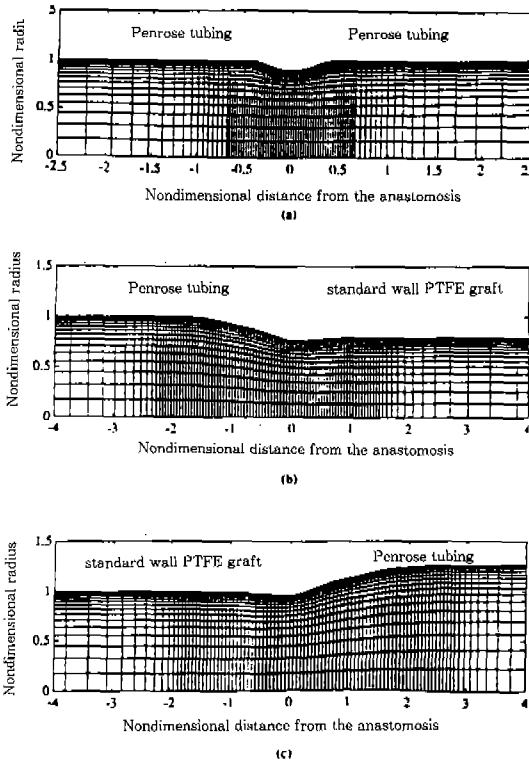 5
Penrose tubing Penrose tubing
1
0.5
0
Nondimensional radii
-2.5 -2 -1.5 -1 -0.5 0 0.5 1 1.5 2 2.5
Nondimensional distance from the anastomosis
(a)
1.5
Penrose tubing standard wall PTFE graft
1
0.5
0
Nondimensional radius
-4 -3 -2 -1 0 1 2 3 4
Nondimensional distance from the anastomosis
(b)
1.5
standard wall PTFE graft Penrose tubing
1
0.5
0
Nondimensional radius
-4 -3 -2 -1 0 1 2 3 4
Nondimensional distance from the anastomosis
(c)